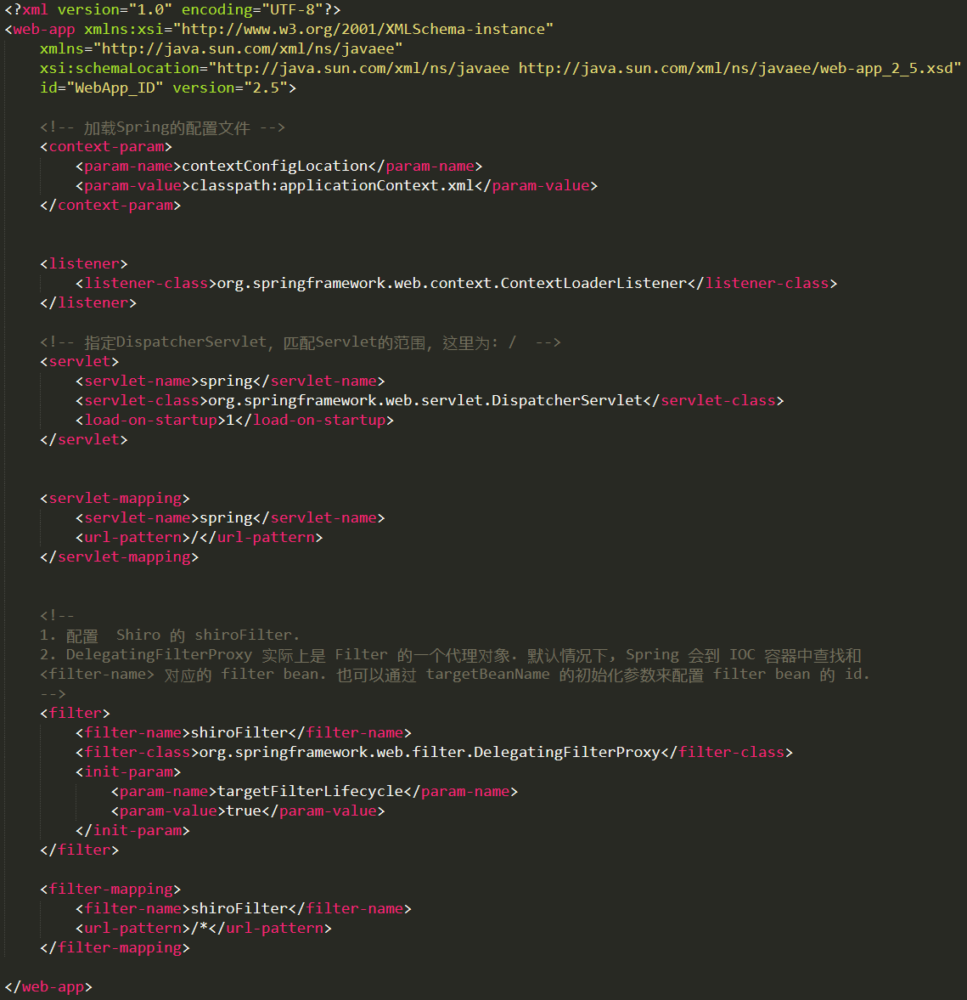 <?xml version="1.0" encoding="UTF-8"?>
<web-app xmlns:xsi="http://www.w3.org/2001/XMLSchema-instance"
xmlns="http://java.sun.com/xml/ns/javaee"
xsi:schemaLocation="http://java.sun.com/xml/ns/javaee http://java.sun.com/xml/ns/javaee/web-app_2_5.xsd"
id="WebApp_ID" version="2.5">
<!-- 加载Spring的配置文件 -->
<context-param>
<param-name>contextConfigLocation</param-name>
<param-value>classpath:applicationContext.xml</param-value>
</context-param>
<listener>
<listener-class>org.springframework.web.context.ContextLoaderListener</listener-class>
</listener>
<!-- 指定DispatcherServlet, 匹配Servlet的范围, 这里为: /  -->
<servlet>
<servlet-name>spring</servlet-name>
<servlet-class>org.springframework.web.servlet.DispatcherServlet</servlet-class>
<load-on-startup>1</load-on-startup>
</servlet>
<servlet-mapping>
<servlet-name>spring</servlet-name>
<url-pattern>/</url-pattern>
</servlet-mapping>
<!--
1. 配置  Shiro 的 shiroFilter.
2. DelegatingFilterProxy 实际上是 Filter 的一个代理对象. 默认情况下, Spring 会到 IOC 容器中查找和
<filter-name> 对应的 filter bean. 也可以通过 targetBeanName 的初始化参数来配置 filter bean 的 id.
-->
<filter>
<filter-name>shiroFilter</filter-name>
<filter-class>org.springframework.web.filter.DelegatingFilterProxy</filter-class>
<init-param>
<param-name>targetFilterLifecycle</param-name>
<param-value>true</param-value>
</init-param>
</filter>
<filter-mapping>
<filter-name>shiroFilter</filter-name>
<url-pattern>/*</url-pattern>
</filter-mapping>
</web-app>